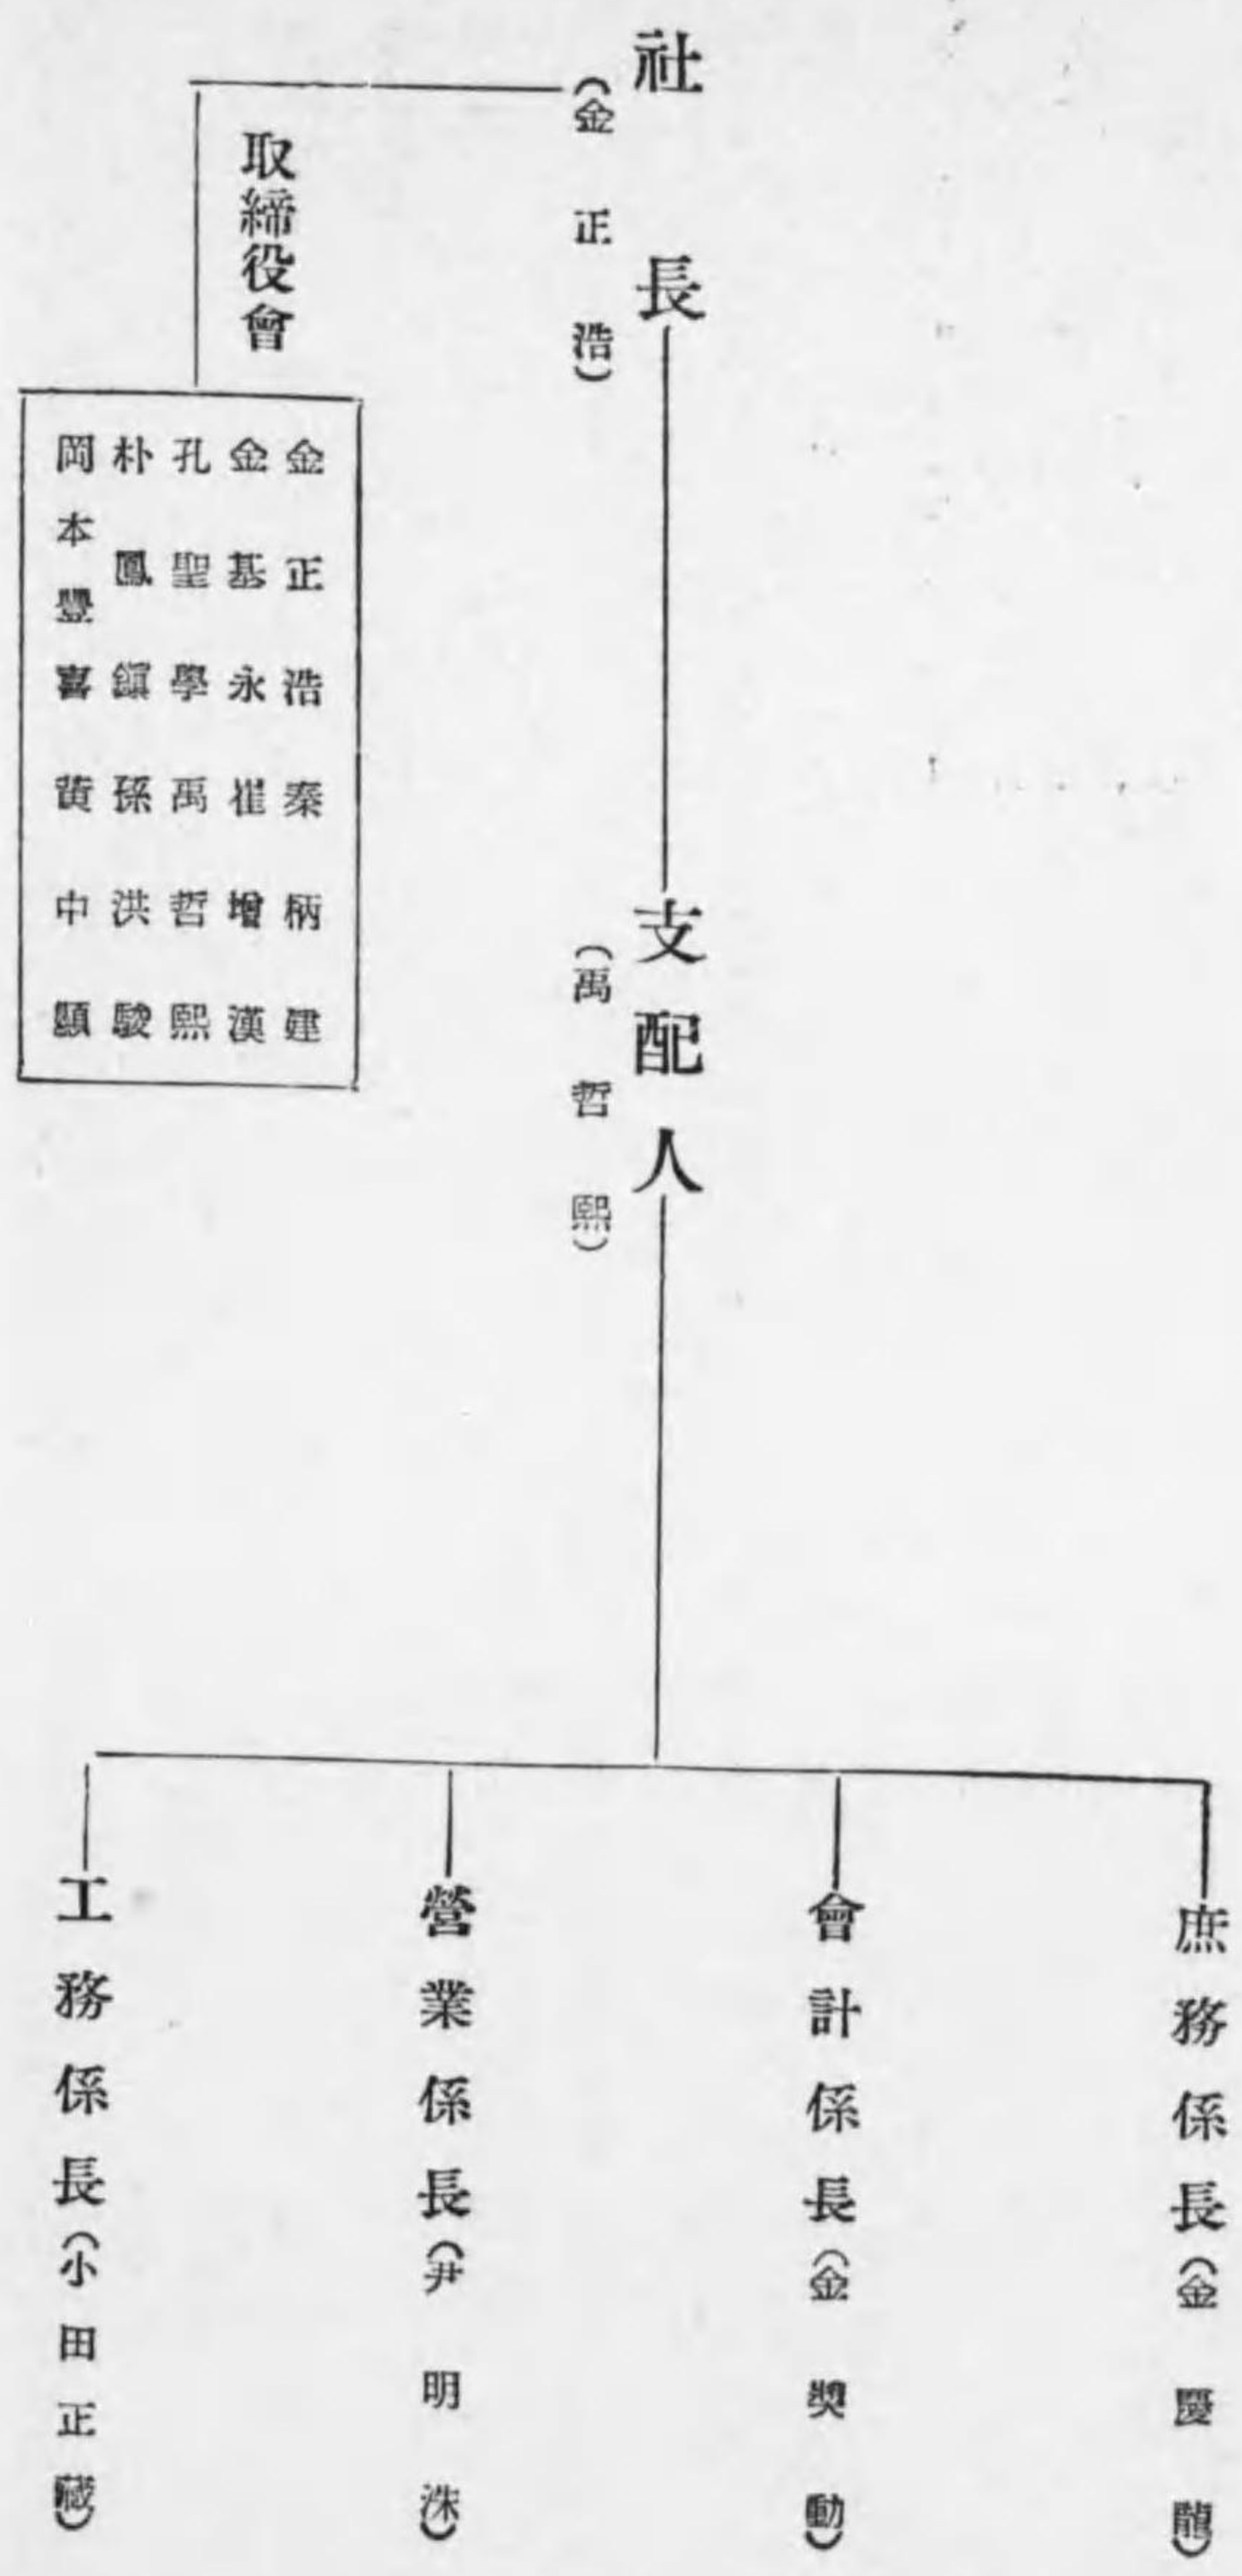 社長
(金正浩)
支配人
(禹哲熙)
庶務係長(金慶龍)
會計係長(金奬動)
營業係長(尹明洙)
工務係長(小田正藏)
取締役會
金正浩 秦柄建
金基永 崔增漢
孔聖學 禹哲熙
朴鳳鎭 孫洪駿
岡本豐喜 黃中顯